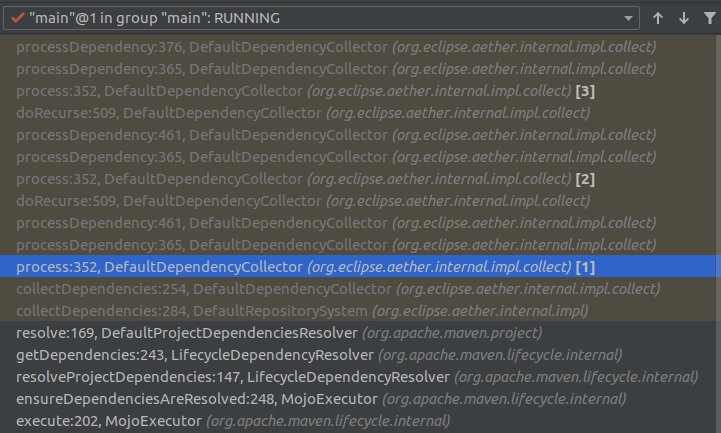 "main"@1 in group "main": RUNNING
processDependency:376, DefaultDependencyCollector (org.eclipse.aether.internal.impl.collect)
processDependency:365, DefaultDependencyCollector (org.eclipse.aether.internal.impl.collect)
process:352, DefaultDependencyCollector (org.eclipse.aether.internal.impl.collect) [3]
doRecurse:509, DefaultDependencyCollector (org.eclipse.aether.internal.impl.collect)
processDependency:461, DefaultDependencyCollector (org.eclipse.aether.internal.impl.collect)
processDependency:365, DefaultDependencyCollector (org.eclipse.aether.internal.impl.collect)
process:352, DefaultDependencyCollector (org.eclipse.aether.internal.impl.collect) [2]
doRecurse:509, DefaultDependencyCollector (org.eclipse.aether.internal.impl.collect)
processDependency:461, DefaultDependencyCollector (org.eclipse.aether.internal.impl.collect)
processDependency:365, DefaultDependencyCollector (org.eclipse.aether.internal.impl.collect)
process:352, DefaultDependencyCollector (org.eclipse.aether.internal.impl.collect) [1]
collectDependencies:254, DefaultDependencyCollector (org.eclipse.aether.internal.impl.collect)
collectDependencies:284, DefaultRepositorySystem (org.eclipse.aether.internal.impl)
resolve:169, DefaultProjectDependenciesResolver (org.apache.maven.project)
getDependencies:243, LifecycleDependencyResolver (org.apache.maven.lifecycle.internal)
resolveProjectDependencies:147, LifecycleDependencyResolver (org.apache.maven.lifecycle.internal)
ensureDependenciesAreResolved:248, MojoExecutor (org.apache.maven.lifecycle.internal)
execute:202, MojoExecutor (org.apache.maven.lifecycle.internal)